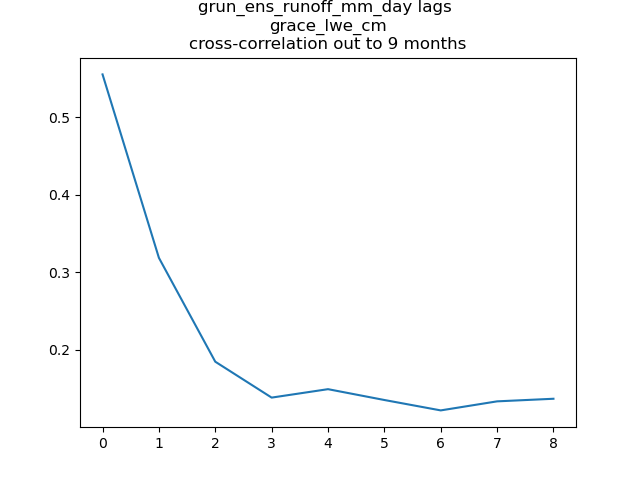 grun_ens_runoff_mm_day lags
grace_lwe_cm
cross-correlation out to 9 months
0.5
0.4
0.3
0.2
0 1 2 3 4 5 6 7 8